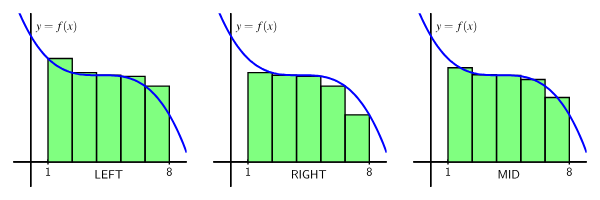 y = f(x)
1
8
LEFT
y = f(x)
1
8
RIGHT
y = f(x)
1
8
MID